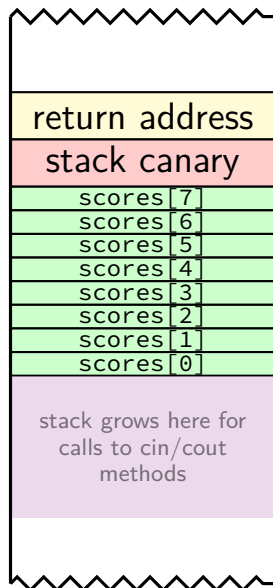 return address
stack canary
scores[7]
scores[6]
scores[5]
scores[4]
scores[3]
scores[2]
scores[1]
scores[0]
stack grows here for
calls to cin/cout
methods